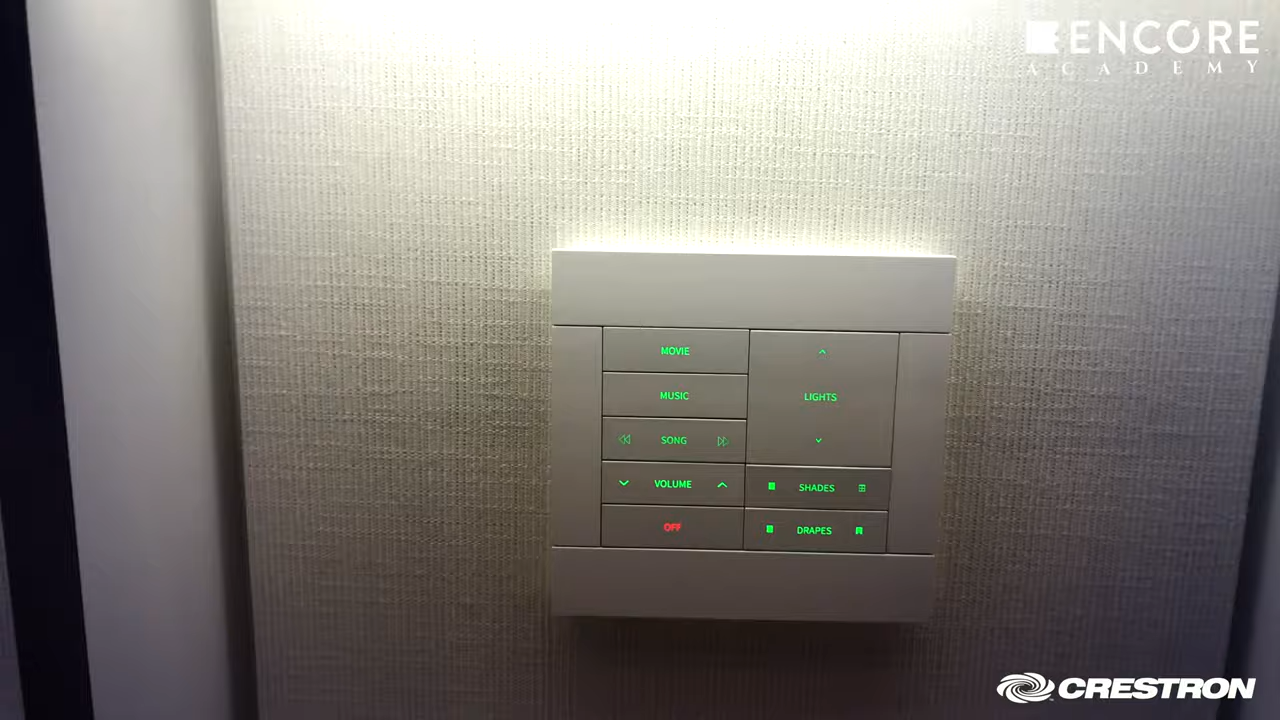 ENCORE
ACADEMY
MOVIE
MUSIC
SONG
VOLUME
OFF
LIGHTS
SHADES
DRAPES
CRESTRON